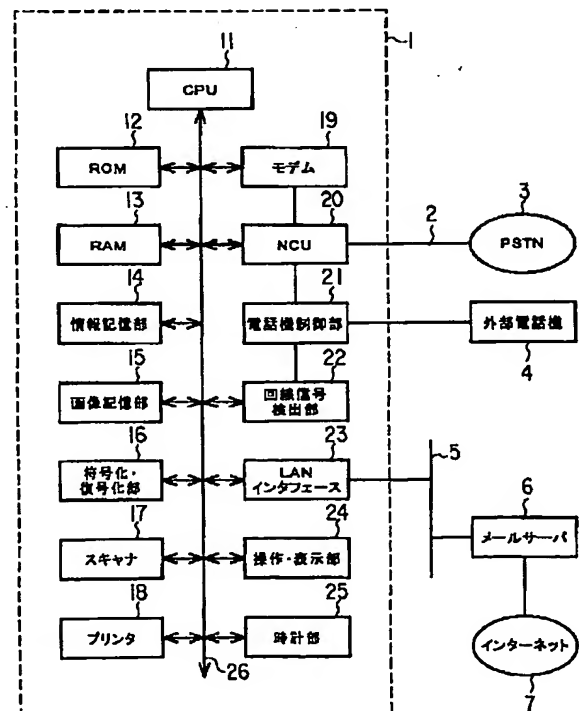 11
CPU
1
12
ROM
19
モデム
13
RAM
20
NCU
2
3
PSTN
14
情報記憶部
21
電話機制御部
外部電話機
4
15
画像記憶部
22
回線信号
検出部
16
符号化・
復号化部
23
LAN
インタフェース
5
6
メールサーバ
17
スキャナ
24
操作・表示部
18
プリンタ
25
時計部
26
インターネット
7